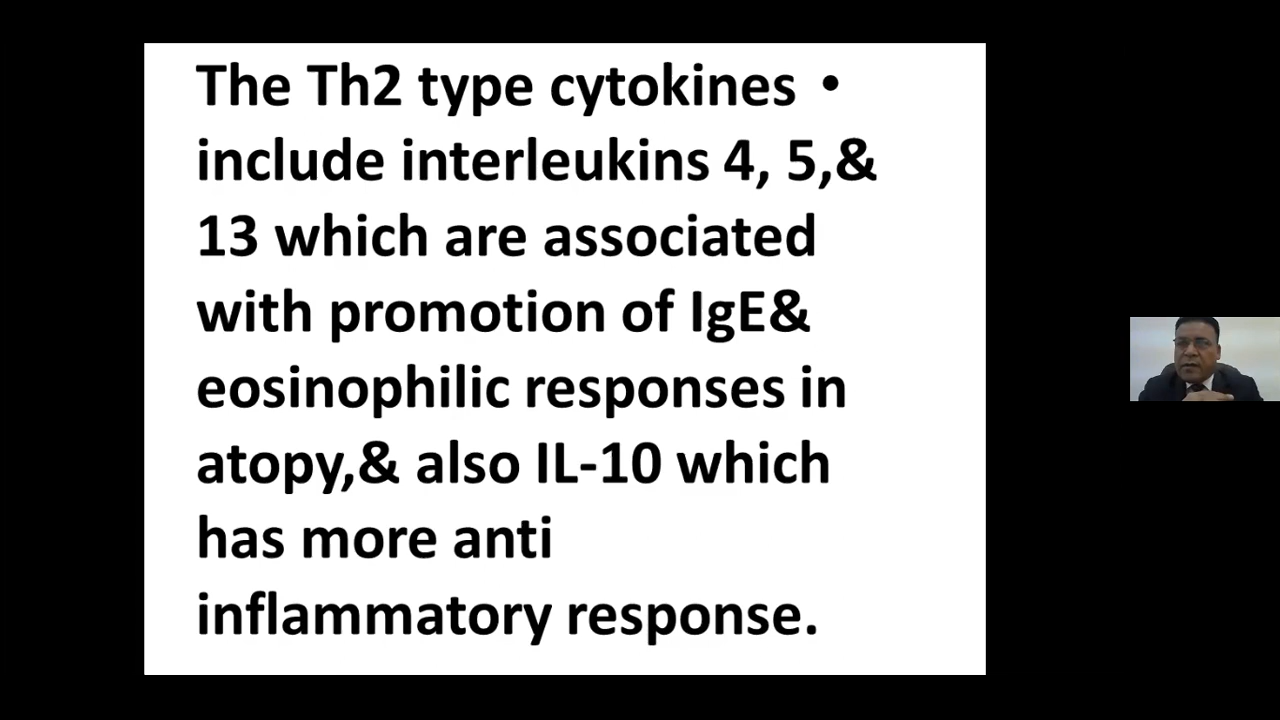 The Th2 type cytokines •
include interleukins 4, 5,&
13 which are associated
with promotion of IgE&
eosinophilic responses in
atopy,& also IL-10 which
has more anti
inflammatory response.